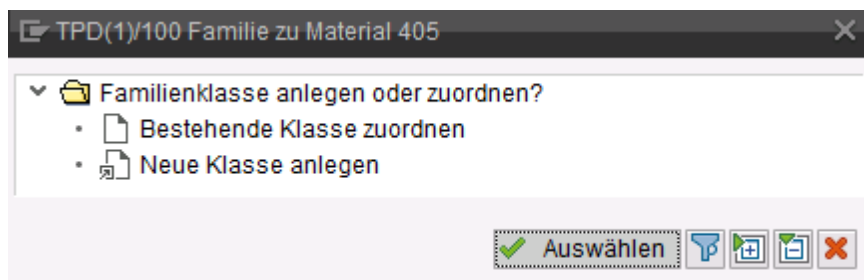 TPD(1)/100 Familie zu Material 405
Familienklasse anlegen oder zuordnen?
Bestehende Klasse zuordnen
Neue Klasse anlegen
Auswählen